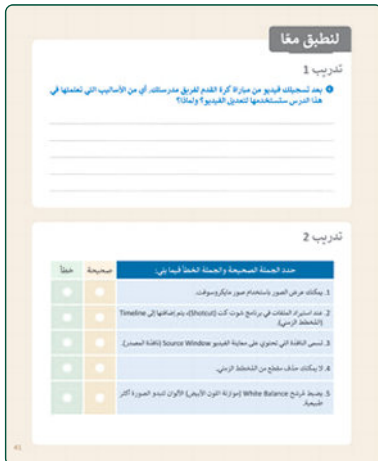 لنطبق معًا
تدريب 1
بعد تسجيلك فيديو من مباراة كرة القدم لفريق مدرستك، أي من الأساليب التي تعلمتها في
هذا الدرس ستستخدمها لتعديل الفيديو؟ ولماذا؟
تدريب 2
حدد الجملة الصحيحة والجملة الخطأ فيما يلي: صحيحة خطأ
1. يمكنك عرض الصور باستخدام صور مايكروسوفت.
2. عند استيراد الملفات في برنامج شوت كت (Shotcut)، يتم إضافتها إلى Timeline
(المخطط الزمني).
3. تسمى النافذة التي تحتوي على معاينة الفيديو Source Window (نافذة المصدر).
4. لا يمكنك حذف مقطع من المخطط الزمني.
5. يضبط مُرشح White Balance (موازنة اللون الأبيض) الألوان لتبدو الصورة أكثر
طبيعية.
41